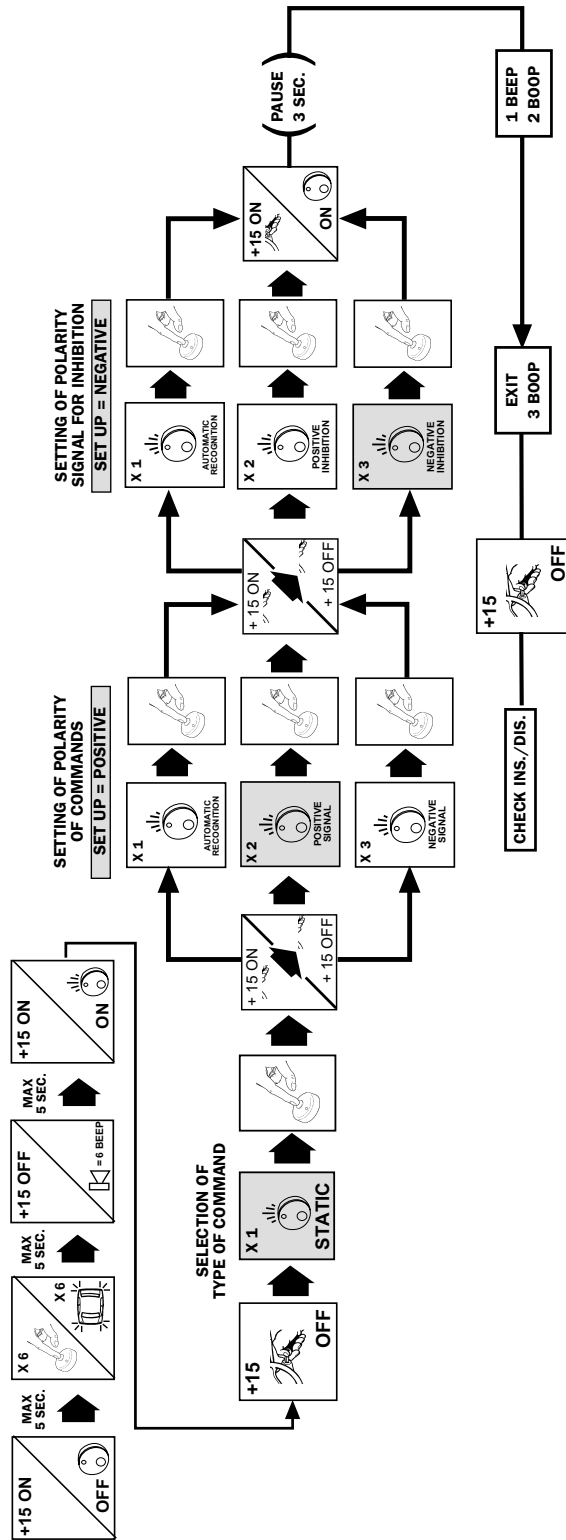 +15 ON
OFF
MAX
5 SEC.
X 6
X 6
MAX
5 SEC.
+15 OFF
= 6 BEEP
MAX
5 SEC.
+15 ON
ON
+15
OFF
SELECTION OF
TYPE OF COMMAND
X 1
STATIC
+ 15 ON
+ 15 OFF
SETTING OF POLARITY
OF COMMANDS
SET UP = POSITIVE
X 1
AUTOMATIC
RECOGNITION
X 2
POSITIVE
SIGNAL
X 3
NEGATIVE
SIGNAL
+ 15 ON
+ 15 OFF
SETTING OF POLARITY
SIGNAL FOR INHIBITION
SET UP = NEGATIVE
X 1
AUTOMATIC
RECOGNITION
X 2
POSITIVE
INHIBITION
X 3
NEGATIVE
INHIBITION
+15 ON
ON
PAUSE
3 SEC.
1 BEEP
2 BOOP
EXIT
3 BOOP
+15
OFF
CHECK INS./DIS.